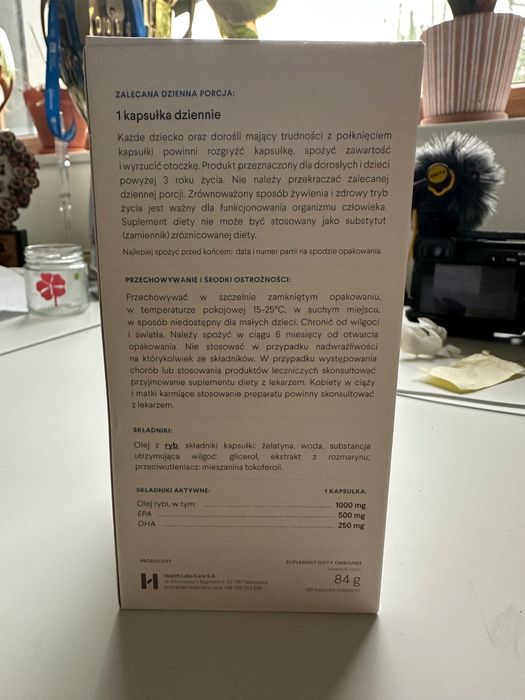 ZALECANA DZIENNA PORCJA:
1 kapsułka dziennie
Każde dziecko oraz dorośli mający trudności z połknięciem
kapsułki powinni rozgryźć kapsułkę, spożyć zawartość
i wyrzucić otoczkę. Produkt przeznaczony dla dorosłych i dzieci
powyżej 3 roku życia. Nie należy przekraczać zalecanej
dziennej porcji. Zrównoważony sposób żywienia i zdrowy tryb
życia jest ważny dla funkcjonowania organizmu człowieka.
Suplement diety nie może być stosowany jako substytut
(zamiennik) zróżnicowanej diety.
Najlepiej spożyć przed końcem: data i numer partii na spodzie opakowania.
PRZECHOWYWANIE I ŚRODKI OSTROŻNOŚCI:
Przechowywać w szczelnie zamkniętym opakowaniu,
w temperaturze pokojowej 15-25°C, w suchym miejscu,
w sposób niedostępny dla małych dzieci. Chronić od wilgoci
i światła. Należy spożyć w ciągu 6 miesięcy od otwarcia
opakowania. Nie stosować w przypadku nadwrażliwości
na którykolwiek ze składników. W przypadku występowania
chorób lub stosowania produktów leczniczych skonsultować
przyjmowanie suplementu diety z lekarzem. Kobiety w ciąży
i matki karmiące stosowanie preparatu powinny skonsultować
z lekarzem.
SKŁADNIKI:
Olej z ryb, składniki kapsułki: żelatyna, woda, substancja
utrzymująca wilgoć: glicerol, ekstrakt z rozmarynu;
przeciwutleniacz: mieszanina tokoferoli.
SKŁADNIKI AKTYWNE: 1 KAPSUŁKA:
Olej rybi, w tym: 1000 mg
EPA 500 mg
DHA 250 mg
PRODUCENT SUPLEMENT DIETY OMEGAME
Zawartość netto:
Health Labs Care S.A. 84 g